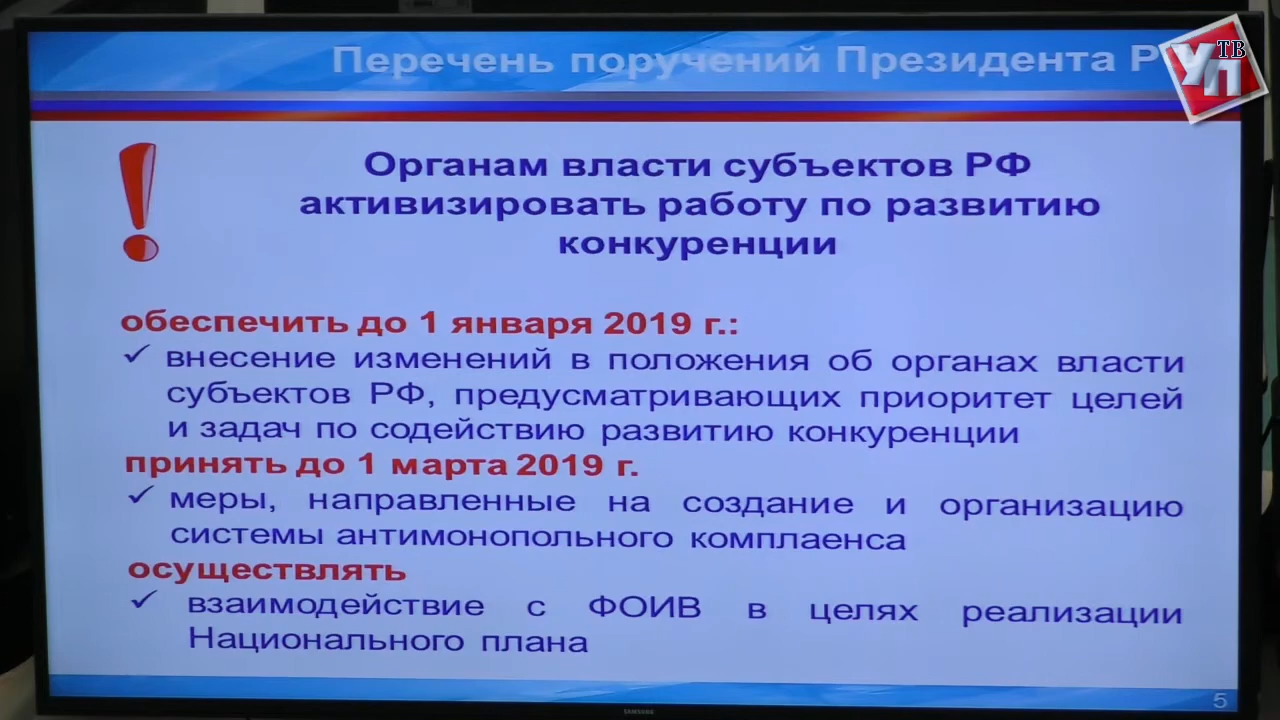 Перечень поручений Президента Р
УП ТВ
Органам власти субъектов РФ
активизировать работу по развитию
конкуренции
обеспечить до 1 января 2019 г.:
внесение изменений в положения об органах власти
субъектов РФ, предусматривающих приоритет целей
и задач по содействию развитию конкуренции
принять до 1 марта 2019 г.
меры, направленные на создание и организацию
системы антимонопольного комплаенса
осуществлять
взаимодействие с ФОИВ в целях реализации
Национального плана
5
SAMSUNG